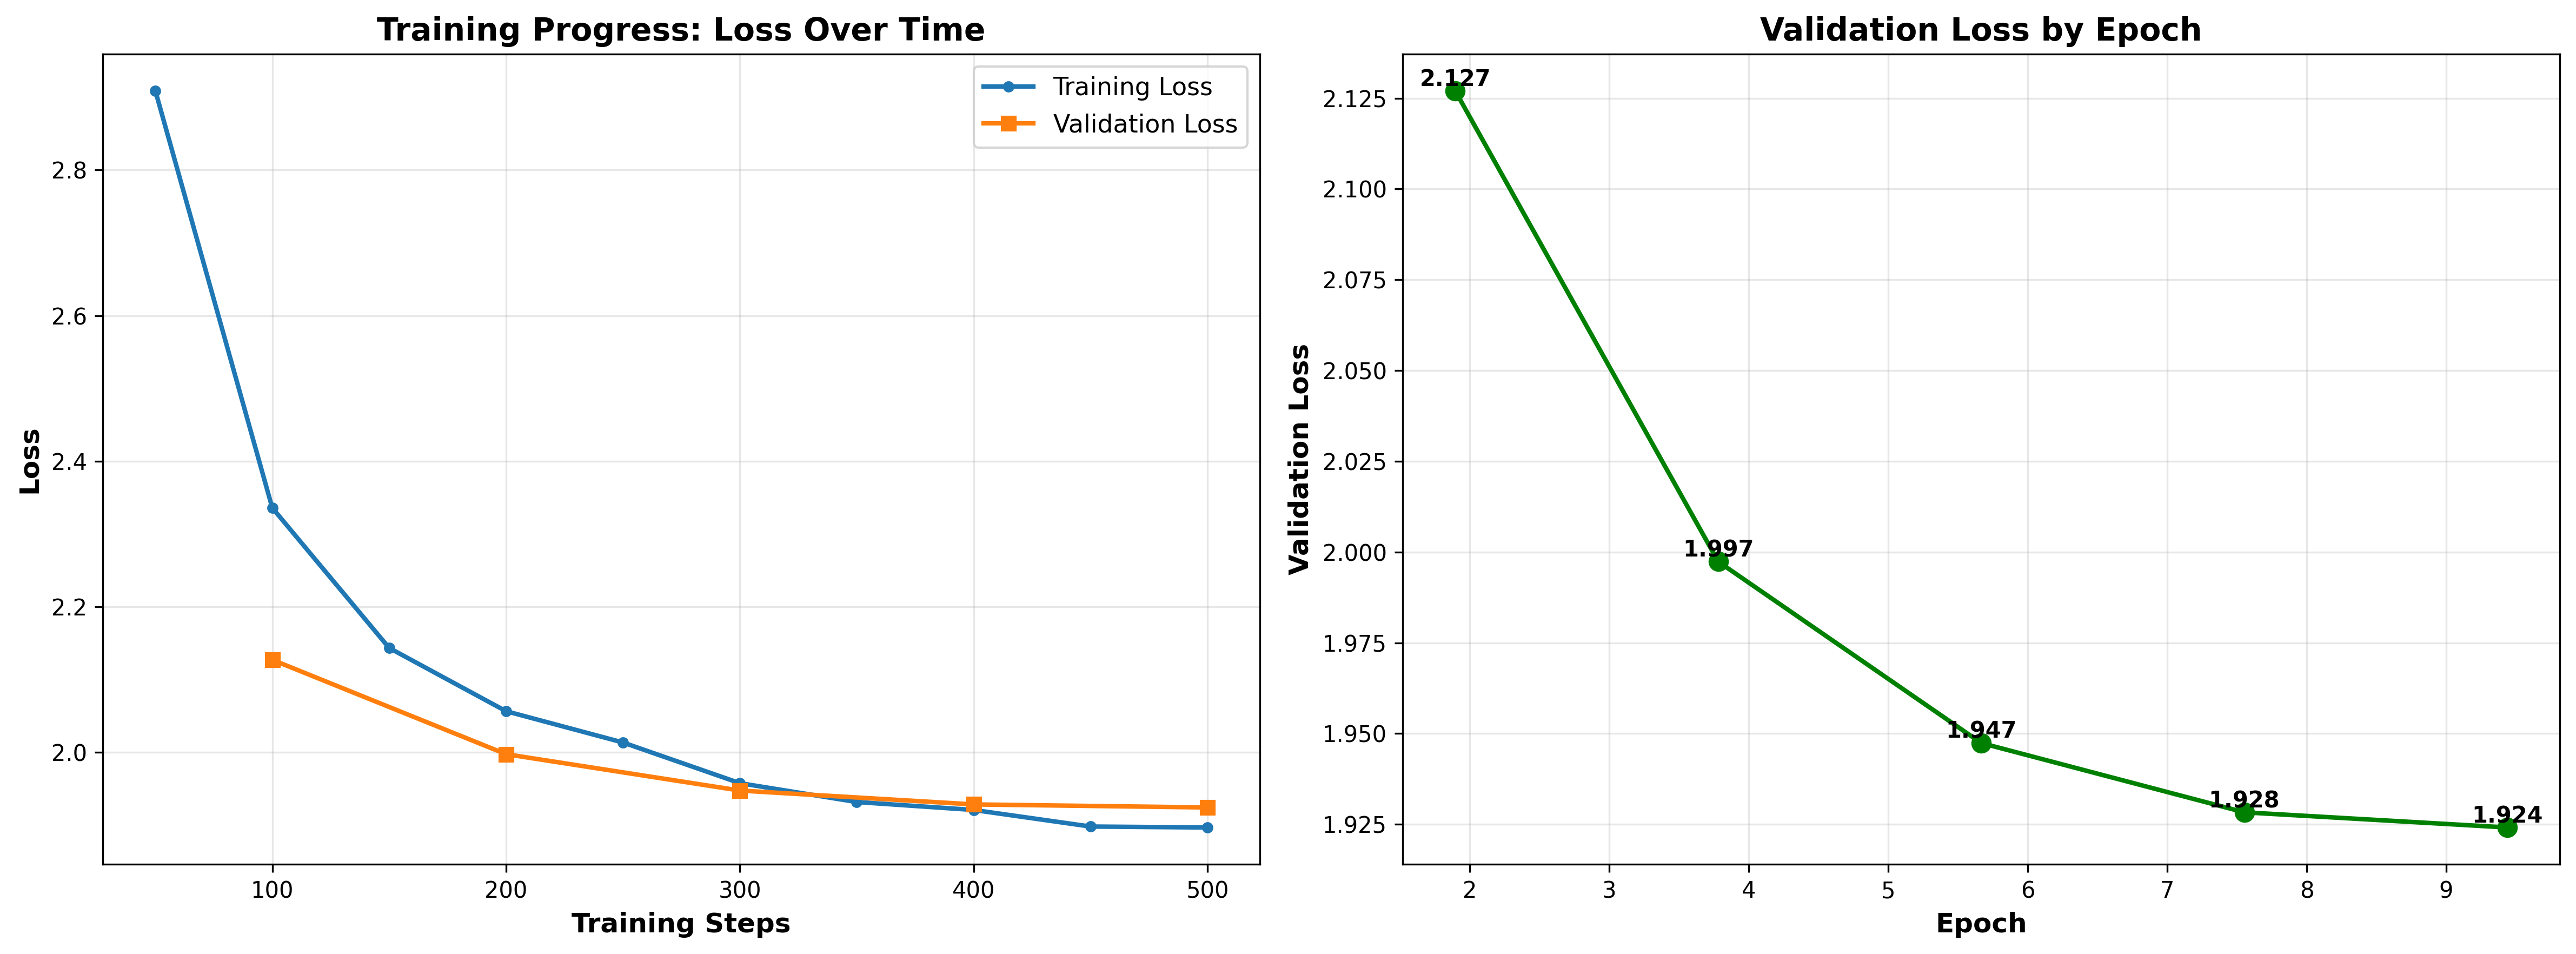 Training Progress: Loss Over Time
Training Loss
Validation Loss
2.8
2.6
2.4
2.2
2.0
Loss
100 200 300 400 500
Training Steps
Validation Loss by Epoch
2.127
1.997
1.947
1.928
1.924
2.125
2.100
2.075
2.050
2.025
2.000
1.975
1.950
1.925
Validation Loss
2 3 4 5 6 7 8 9
Epoch